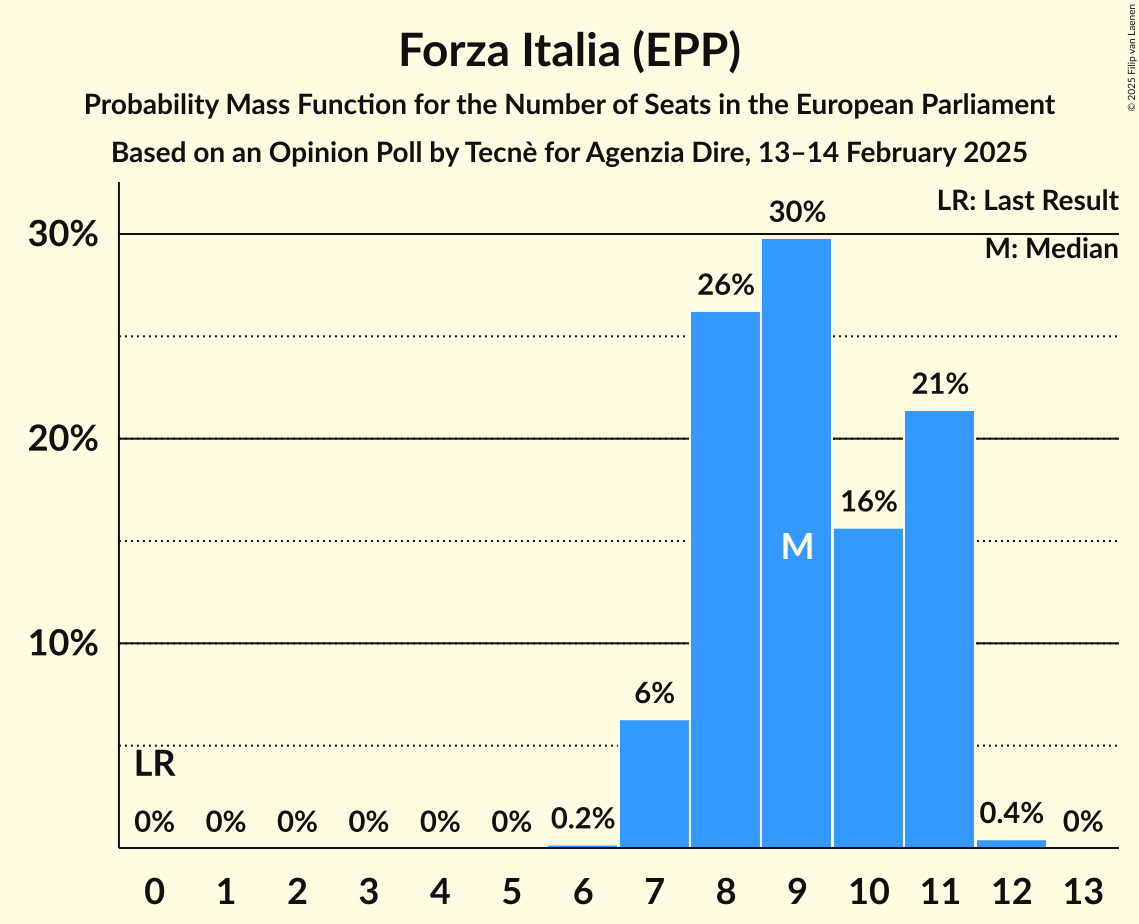 Forza Italia (EPP)
Probability Mass Function for the Number of Seats in the European Parliament
Based on an Opinion Poll by Tecnè for Agenzia Dire, 13–14 February 2025
© 2025 Filip van Laenen
LR: Last Result
M: Median
30%
20%
10%
30%
26%
21%
16%
M
6%
LR
0% 0% 0% 0% 0% 0% 0.2% 0.4% 0%
0 1 2 3 4 5 6 7 8 9 10 11 12 13